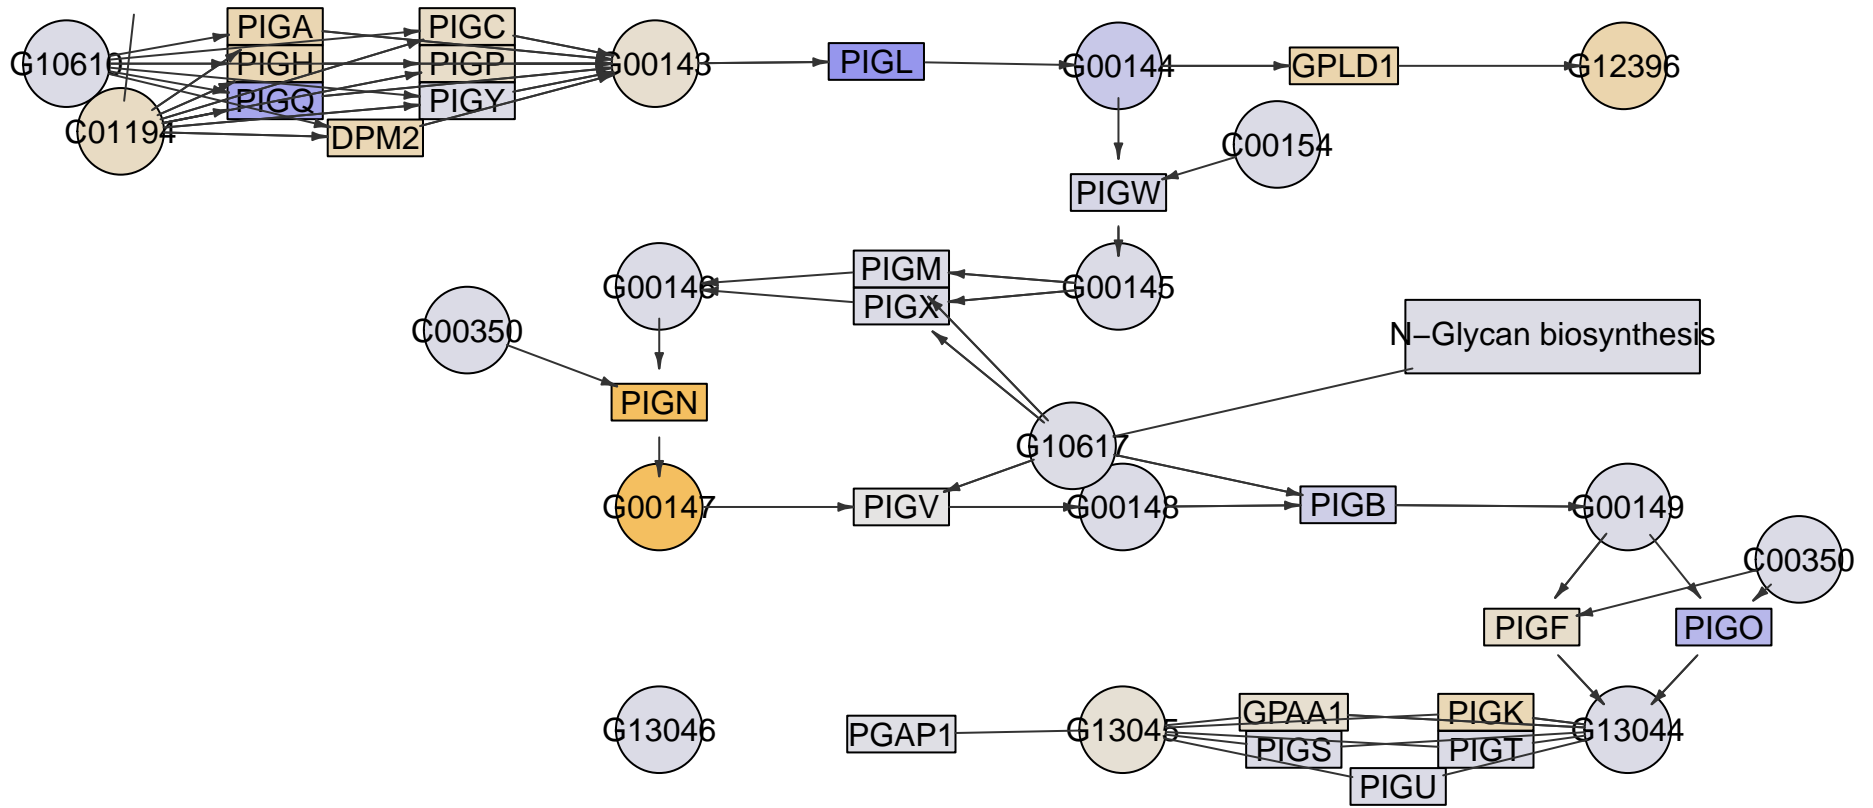 PIGA
PIGC
G10619
PIGH
PIGP
G00143
PIGL
G00144
GPLD1
G12396
PIGQ
PIGY
C01194
DPM2
C00154
PIGW
PIGM
G00146
G00145
PIGX
C00350
N−Glycan biosynthesis
PIGN
G10617
G00147
PIGV
G00148
PIGB
G00149
C00350
PIGF
PIGO
GPAA1
PIGK
G13046
PGAP1
G13045
G13044
PIGS
PIGT
PIGU